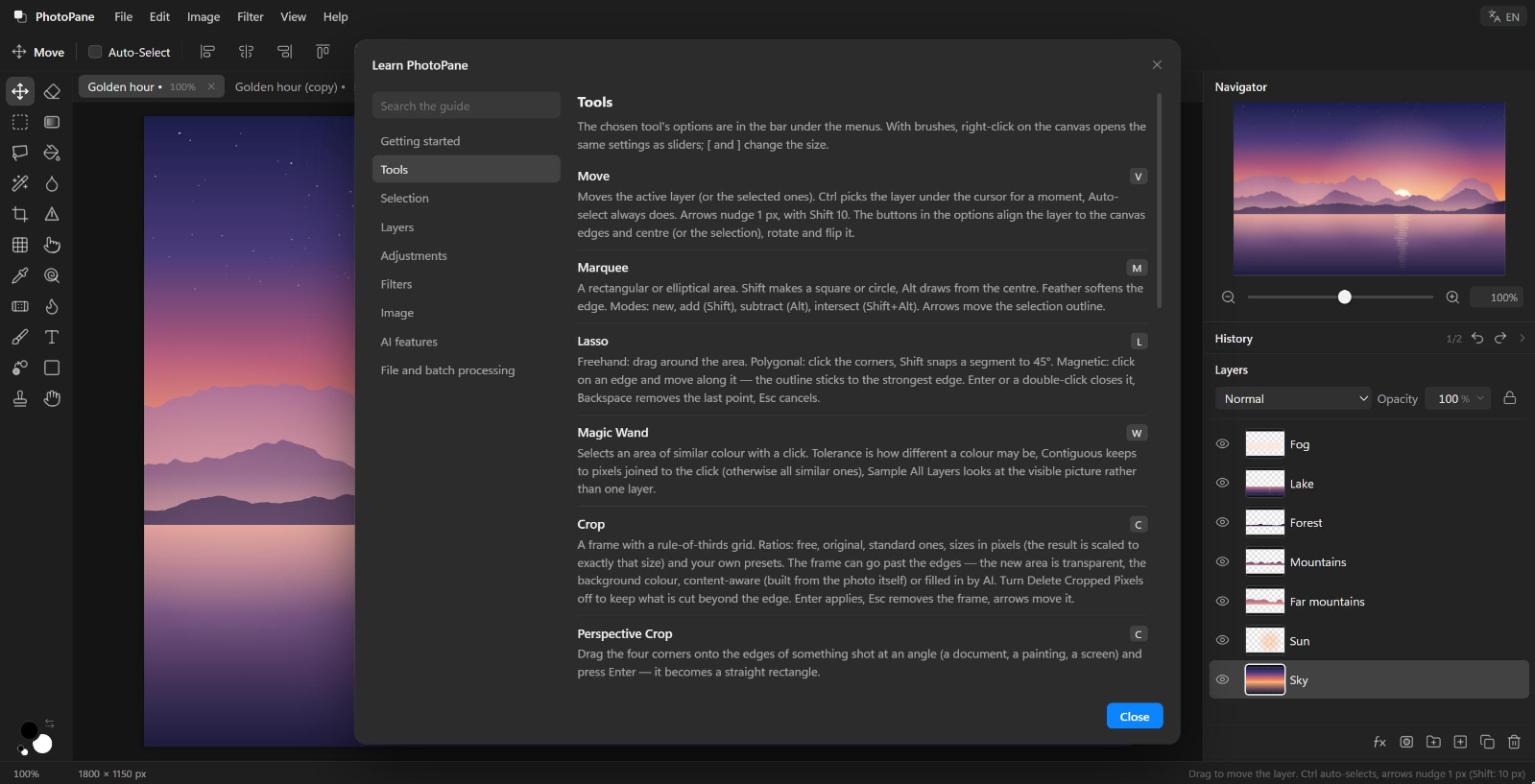 PhotoPane File Edit Image Filter View Help EN
Move Auto-Select
Golden hour • 100% Golden hour (copy) •
Learn PhotoPane
Search the guide
Getting started
Tools
Selection
Layers
Adjustments
Filters
Image
AI features
File and batch processing
Tools
The chosen tool's options are in the bar under the menus. With brushes, right-click on the canvas opens the
same settings as sliders; [ and ] change the size.
Move V
Moves the active layer (or the selected ones). Ctrl picks the layer under the cursor for a moment, Auto-
select always does. Arrows nudge 1 px, with Shift 10. The buttons in the options align the layer to the canvas
edges and centre (or the selection), rotate and flip it.
Marquee M
A rectangular or elliptical area. Shift makes a square or circle, Alt draws from the centre. Feather softens the
edge. Modes: new, add (Shift), subtract (Alt), intersect (Shift+Alt). Arrows move the selection outline.
Lasso L
Freehand: drag around the area. Polygonal: click the corners, Shift snaps a segment to 45°. Magnetic: click
on an edge and move along it — the outline sticks to the strongest edge. Enter or a double-click closes it,
Backspace removes the last point, Esc cancels.
Magic Wand W
Selects an area of similar colour with a click. Tolerance is how different a colour may be, Contiguous keeps
to pixels joined to the click (otherwise all similar ones), Sample All Layers looks at the visible picture rather
than one layer.
Crop C
A frame with a rule-of-thirds grid. Ratios: free, original, standard ones, sizes in pixels (the result is scaled to
exactly that size) and your own presets. The frame can go past the edges — the new area is transparent, the
background colour, content-aware (built from the photo itself) or filled in by AI. Turn Delete Cropped Pixels
off to keep what is cut beyond the edge. Enter applies, Esc removes the frame, arrows move it.
Perspective Crop C
Drag the four corners onto the edges of something shot at an angle (a document, a painting, a screen) and
press Enter — it becomes a straight rectangle.
Close
Navigator
100%
History 1/2
Layers
Normal Opacity 100 %
Fog
Lake
Forest
Mountains
Far mountains
Sun
Sky
fx
100% 1800 × 1150 px Drag to move the layer. Ctrl auto-selects, arrows nudge 1 px (Shift: 10 px)